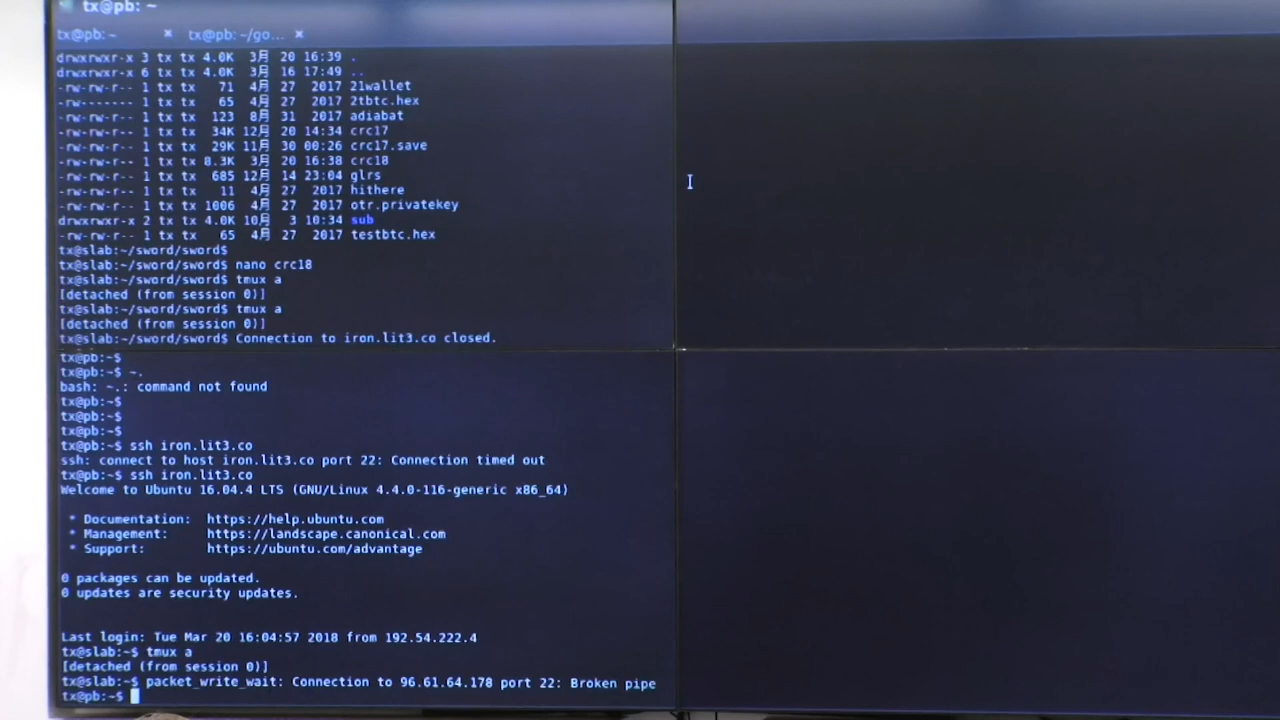 tx@pb: ~
tx@pb: ~ × tx@pb: ~/go... ×
drwxrwxr-x 3 tx tx 4.0K 3月 20 16:39 .
drwxrwxr-x 6 tx tx 4.0K 3月 16 17:49 ..
-rw-rw-r-- 1 tx tx 71 4月 27 2017 21wallet
-rw------- 1 tx tx 65 4月 27 2017 2tbtc.hex
-rw-rw-r-- 1 tx tx 123 8月 31 2017 adiabat
-rw-rw-r-- 1 tx tx 34K 12月 20 14:34 crc17
-rw-rw-r-- 1 tx tx 29K 11月 30 00:26 crc17.save
-rw-rw-r-- 1 tx tx 8.3K 3月 20 16:38 crc18
-rw-rw-r-- 1 tx tx 685 12月 14 23:04 glrs
-rw-rw-r-- 1 tx tx 11 4月 27 2017 hithere
-rw-rw-r-- 1 tx tx 1006 4月 27 2017 otr.privatekey
drwxrwxr-x 2 tx tx 4.0K 10月 3 10:34 sub
-rw-rw-r-- 1 tx tx 65 4月 27 2017 testbtc.hex
tx@slab:~/sword/sword$
tx@slab:~/sword/sword$ nano crc18
tx@slab:~/sword/sword$ tmux a
[detached (from session 0)]
tx@slab:~/sword/sword$ tmux a
[detached (from session 0)]
tx@slab:~/sword/sword$ Connection to iron.lit3.co closed.
tx@pb:~$
tx@pb:~$ ~.
bash: ~.: command not found
tx@pb:~$
tx@pb:~$
tx@pb:~$
tx@pb:~$ ssh iron.lit3.co
ssh: connect to host iron.lit3.co port 22: Connection timed out
tx@pb:~$ ssh iron.lit3.co
Welcome to Ubuntu 16.04.4 LTS (GNU/Linux 4.4.0-116-generic x86_64)
* Documentation: https://help.ubuntu.com
* Management: https://landscape.canonical.com
* Support: https://ubuntu.com/advantage
0 packages can be updated.
0 updates are security updates.
Last login: Tue Mar 20 16:04:57 2018 from 192.54.222.4
tx@slab:~$ tmux a
[detached (from session 0)]
tx@slab:~$ packet_write_wait: Connection to 96.61.64.178 port 22: Broken pipe
tx@pb:~$